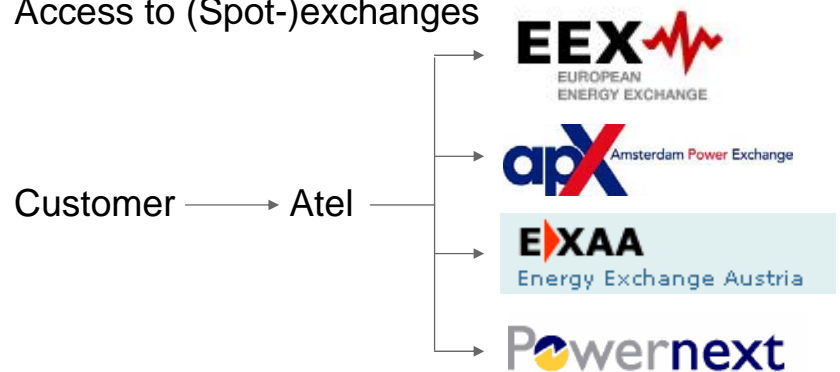 Access to (Spot-)exchanges
EEX
EUROPEAN
ENERGY EXCHANGE
apX Amsterdam Power Exchange
Customer Atel
EXAA
Energy Exchange Austria
Powernext